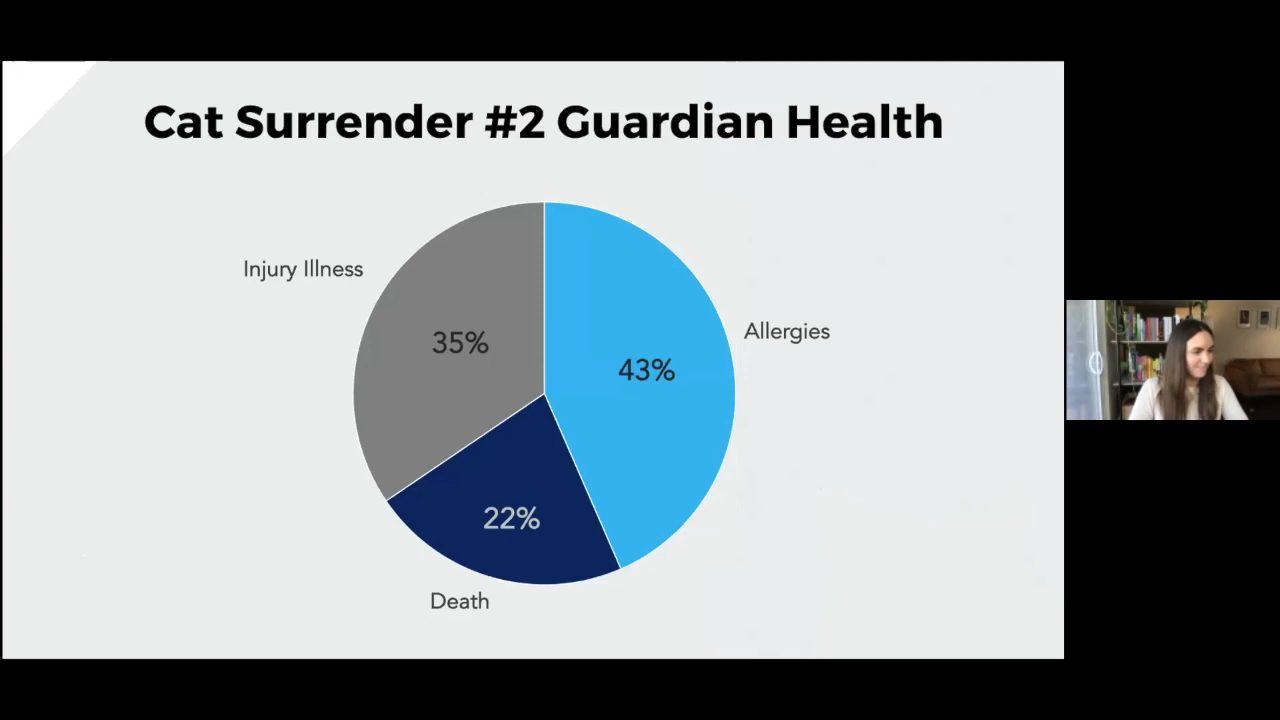 Cat Surrender #2 Guardian Health
Injury Illness
35%
Allergies
43%
22%
Death